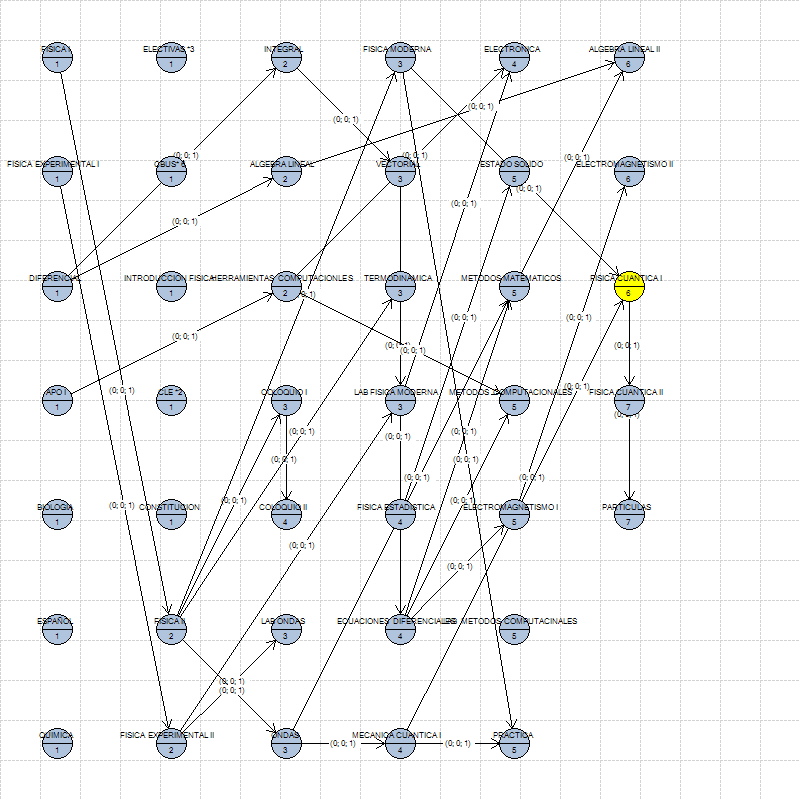 FISICA I ELECTIVAS *3 INTEGRAL FISICA MODERNA ELECTRONICA ALGEBRA LINEAL II
1 1 2 3 4 6
(0; 0; 1)
(0; 0; 1)
(0; 0; 1) (0; 0; 1) (0; 0; 1)
FISICA EXPERIMENTAL I CBUS* 6 ALGEBRA LINEAL VECTORIAL ESTADO SOLIDO ELECTROMAGNETISMO II
1 1 2 3 5 6
(0; 0; 1)
(0; 0; 1)
(0; 0; 1)
DIFERENCIAL INTRODUCCION FISICA HERRAMIENTAS COMPUTACIONLES TERMODINAMICA METODOS MATEMATICOS FISICA CUANTICA I
1 1 2 3 5 6
(0; 0; 1) (0; 0; 1)
(0; 0; 1) (0; 0; 1) (0; 0; 1)
(0; 0; 1)
(0; 0; 1) (0; 0; 1)
APO I CLE *2 COLOQUIO I LAB FISICA MODERNA METODOS COMPUTACIONALES FISICA CUANTICA II
1 1 3 3 5 7
(0; 0; 1) (0; 0; 1) (0; 0; 1)
(0; 0; 1) (0; 0; 1)
(0; 0; 1) (0; 0; 1)
(0; 0; 1) (0; 0; 1) (0; 0; 1)
BIOLOGIA CONSTITUCION COLOQUIO II FISICA ESTADISTICA ELECTROMAGNETISMO I PARTICULAS
1 1 4 4 5 7
(0; 0; 1)
(0; 0; 1)
ESPAÑOL FISICA II LAB ONDAS ECUACIONES DIFERENCIALES METODOS COMPUTACINALES
1 2 3 4 5
(0; 0; 1)
(0; 0; 1)
QUIMICA FISICA EXPERIMENTAL II ONDAS MECANICA CUANTICA I PRACTICA
1 2 3 4 5
(0; 0; 1) (0; 0; 1)